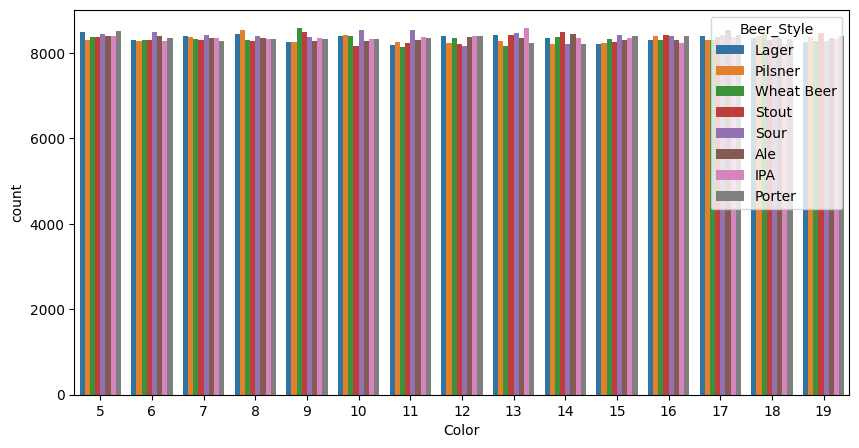 8000
6000
4000
2000
0
count
5 6 7 8 9 10 11 12 13 14 15 16 17 18 19
Color
Beer_Style
Lager
Pilsner
Wheat Beer
Stout
Sour
Ale
IPA
Porter